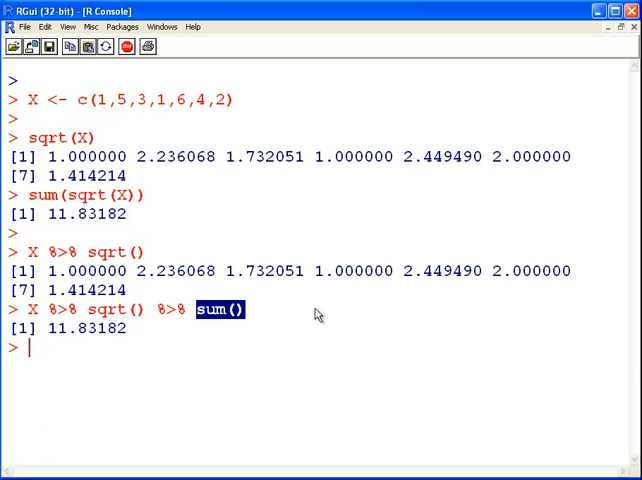 RGui (32-bit) - [R Console]
File Edit View Misc Packages Windows Help
>
> X <- c(1,5,3,1,6,4,2)
>
> sqrt(X)
[1] 1.000000 2.236068 1.732051 1.000000 2.449490 2.000000
[7] 1.414214
> sum(sqrt(X))
[1] 11.83182
>
> X %>% sqrt()
[1] 1.000000 2.236068 1.732051 1.000000 2.449490 2.000000
[7] 1.414214
> X %>% sqrt() %>% sum()
[1] 11.83182
>